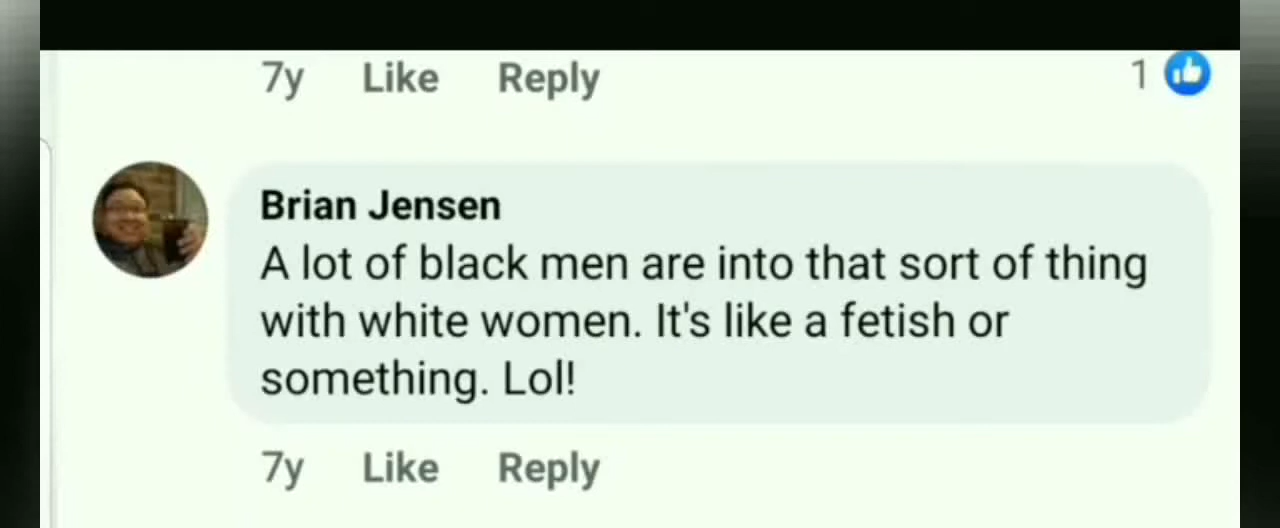 7y Like Reply 1
Brian Jensen
A lot of black men are into that sort of thing
with white women. It's like a fetish or
something. Lol!
7y Like Reply